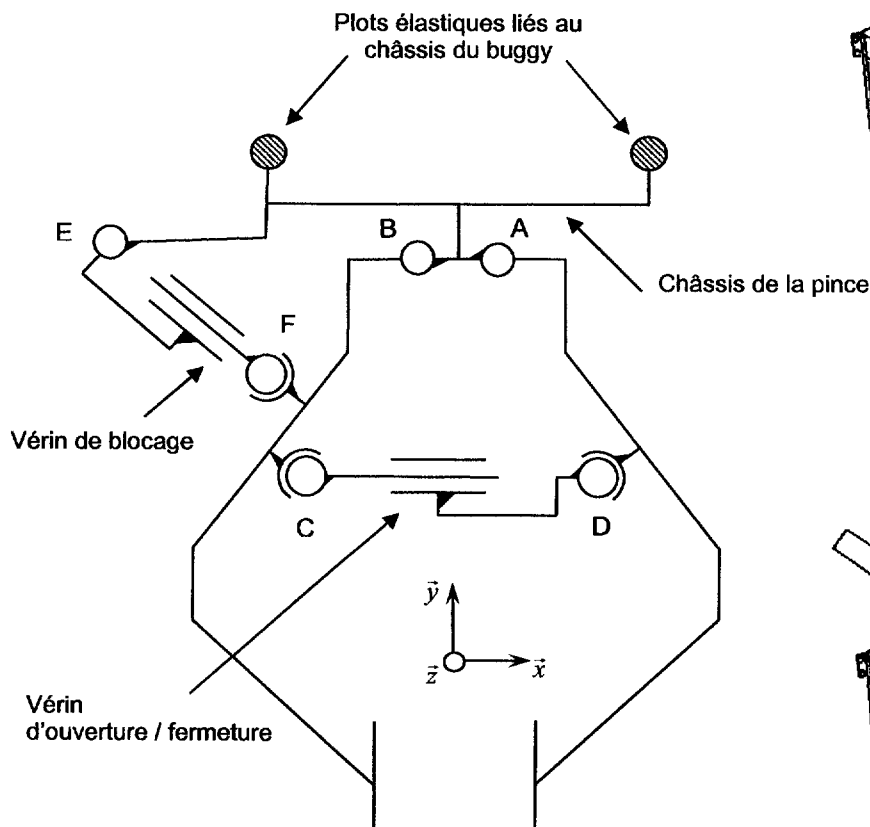 Plots élastiques liés au
châssis du buggy
E
B
A
Châssis de la pince
F
Vérin de blocage
C
D
y
z
x
Vérin
d'ouverture / fermeture